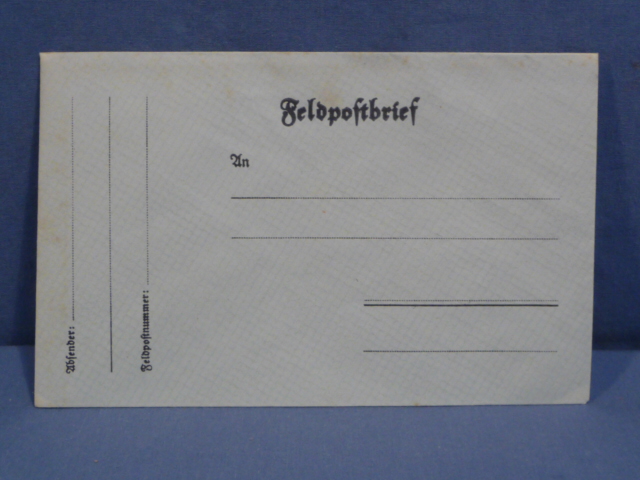 Feldpostbrief
An
Absender:
Feldpostnummer: